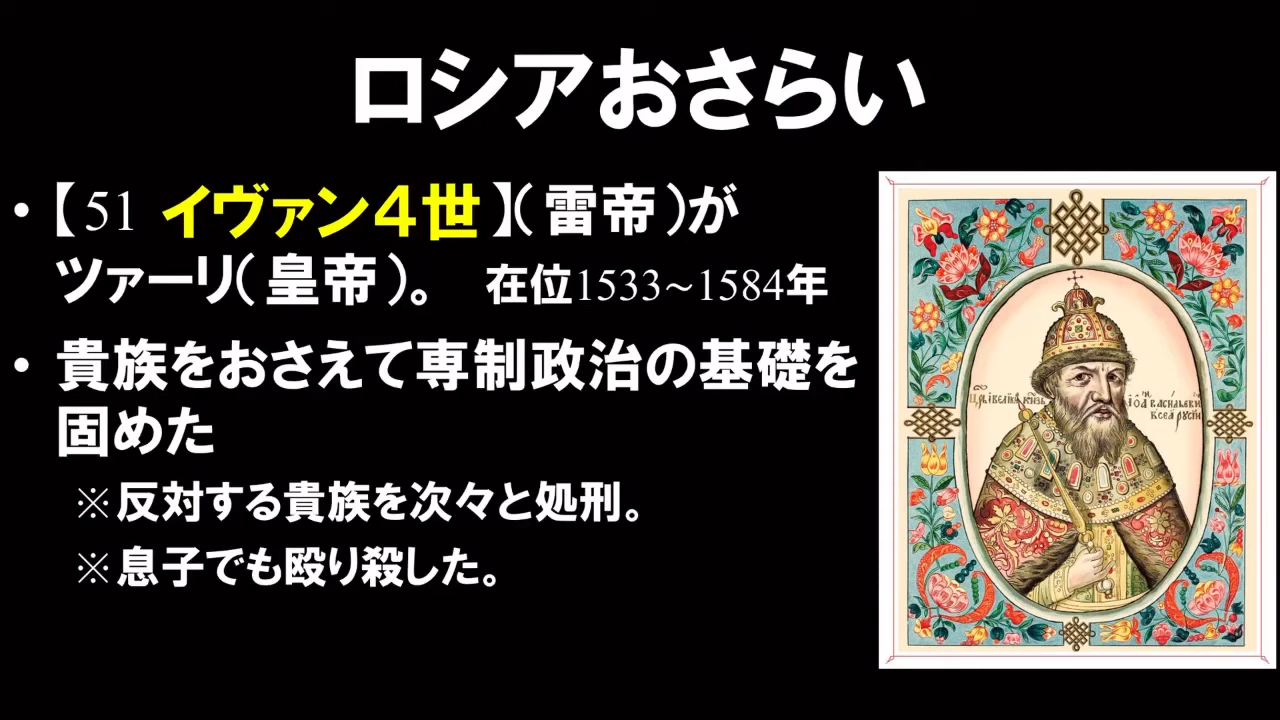 ロシアおさらい
• 【51 イヴァン４世】（雷帝）が
ツァーリ（皇帝）。 在位1533~1584年
• 貴族をおさえて専制政治の基礎を
固めた
※反対する貴族を次々と処刑。
※息子でも殴り殺した。